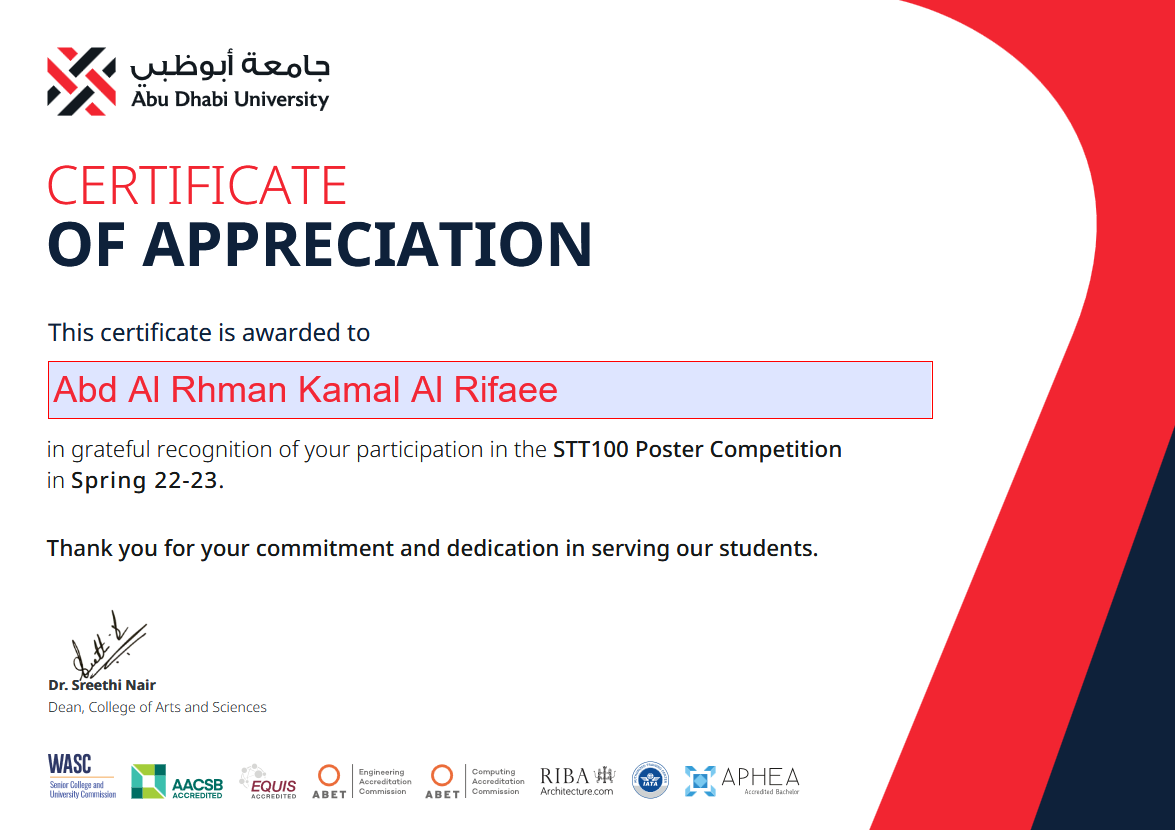 جامعة أبوظبي
Abu Dhabi University
CERTIFICATE
OF APPRECIATION
This certificate is awarded to
Abd Al Rhman Kamal Al Rifaee
in grateful recognition of your participation in the STT100 Poster Competition
in Spring 22-23.
Thank you for your commitment and dedication in serving our students.
Dr. Sreethi Nair
Dean, College of Arts and Sciences
WASC
Senior College and
University Commission
AACSB
ACCREDITED
EQUIS
ACCREDITED
ABET
Engineering
Accreditation
Commission
ABET
Computing
Accreditation
Commission
RIBA
Architecture.com
IATA
APHEA
Accredited Bachelor